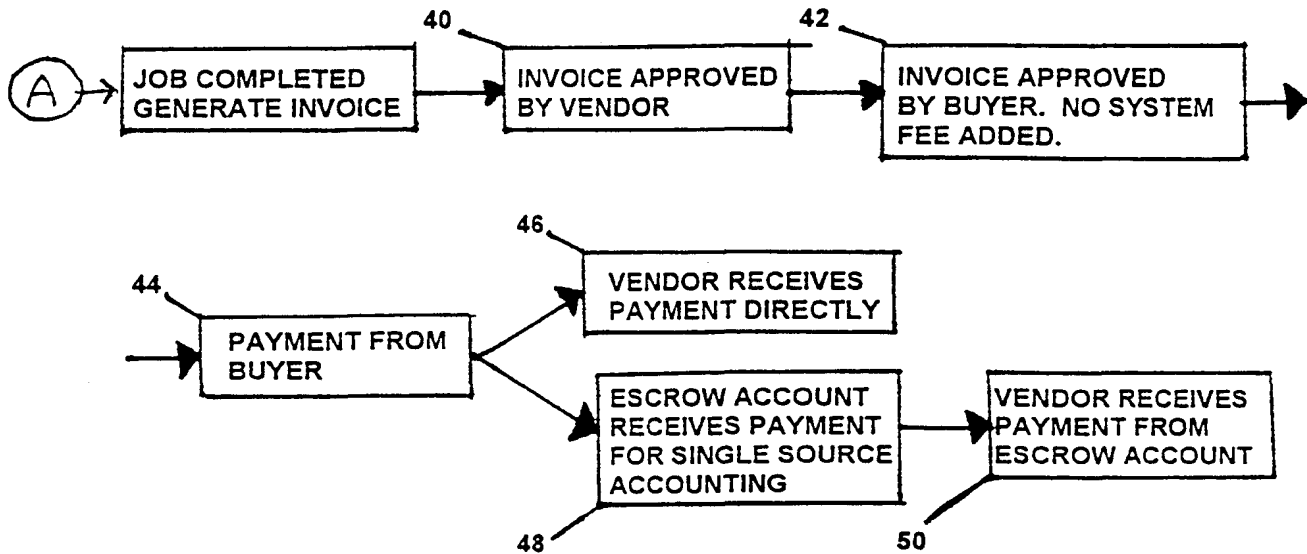 40
42
A
JOB COMPLETED
GENERATE INVOICE
INVOICE APPROVED
BY VENDOR
INVOICE APPROVED
BY BUYER. NO SYSTEM
FEE ADDED.
44
PAYMENT FROM
BUYER
46
VENDOR RECEIVES
PAYMENT DIRECTLY
ESCROW ACCOUNT
RECEIVES PAYMENT
FOR SINGLE SOURCE
ACCOUNTING
48
VENDOR RECEIVES
PAYMENT FROM
ESCROW ACCOUNT
50